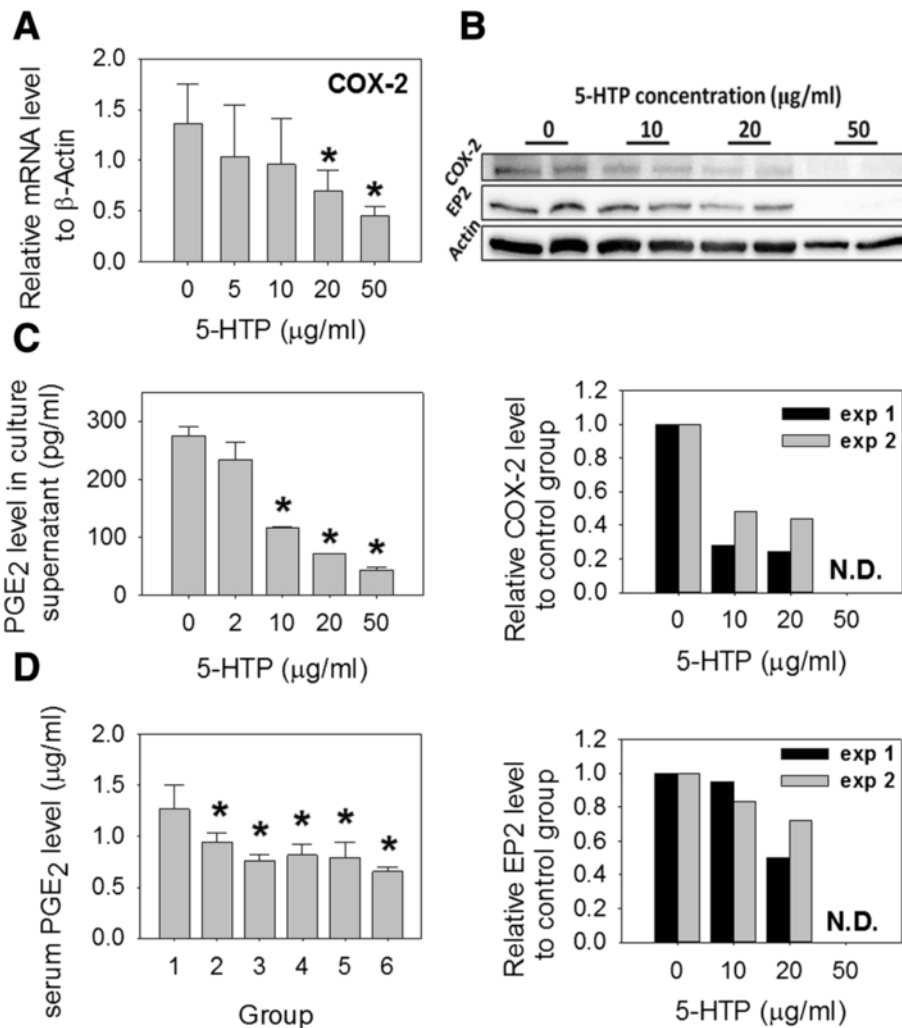 A
Relative mRNA level
to β-Actin
2.0
1.5
1.0
0.5
0.0
COX-2
*
*
0 5 10 20 50
5-HTP (μg/ml)
B
5-HTP concentration (μg/ml)
0 10 20 50
COX-2
EP2
Actin
C
PGE2 level in culture
supernatant (pg/ml)
300
200
100
0
* * *
0 2 10 20 50
5-HTP (μg/ml)
Relative COX-2 level
to control group
1.2
1.0
0.8
0.6
0.4
0.2
0.0
exp 1
exp 2
N.D.
0 10 20 50
5-HTP (μg/ml)
D
serum PGE2 level (μg/ml)
2.0
1.5
1.0
0.5
0.0
* * * * *
1 2 3 4 5 6
Group
Relative EP2 level
to control group
1.2
1.0
0.8
0.6
0.4
0.2
0.0
exp 1
exp 2
N.D.
0 10 20 50
5-HTP (μg/ml)